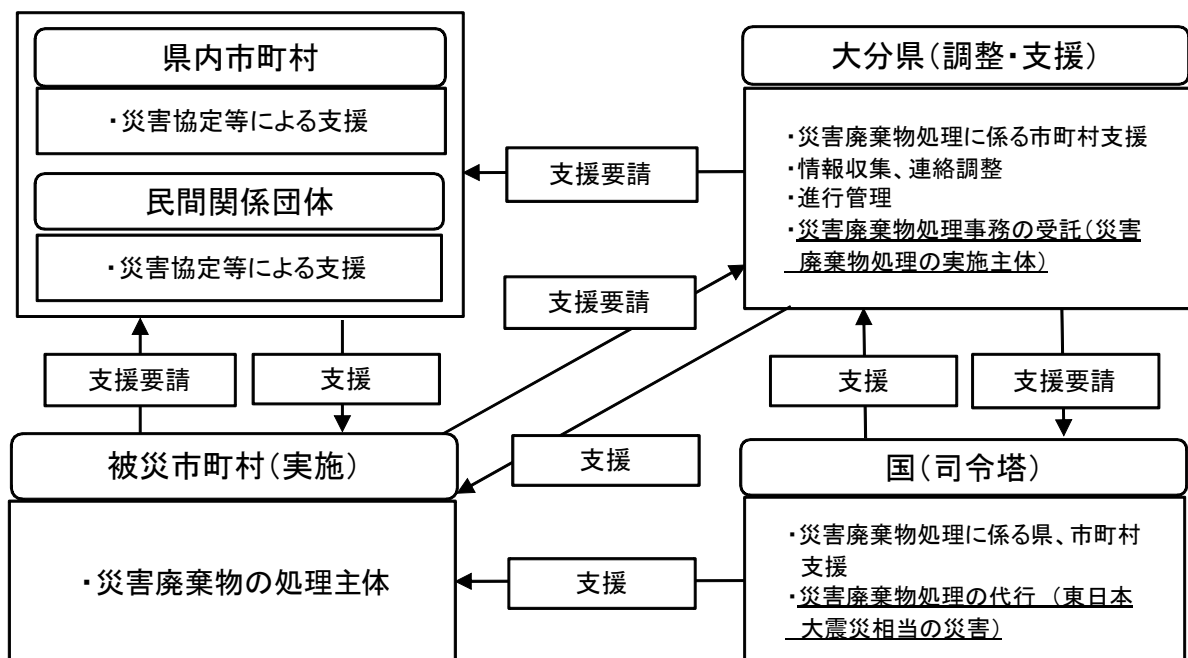 県内市町村
・災害協定等による支援
民間関係団体
・災害協定等による支援
大分県(調整・支援)
・災害廃棄物処理に係る市町村支援
・情報収集、連絡調整
・進行管理
・災害廃棄物処理事務の受託(災害
廃棄物処理の実施主体)
支援要請
支援要請
支援要請
支援
支援
支援要請
支援
被災市町村(実施)
・災害廃棄物の処理主体
支援
国(司令塔)
・災害廃棄物処理に係る県、市町村
支援
・災害廃棄物処理の代行 (東日本
大震災相当の災害)